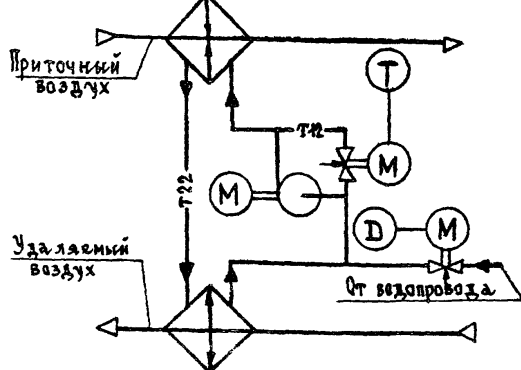 Приточный
воздух
Т
Т12
М
М
Т22
D
М
Удаляемый
воздух
От водопровода